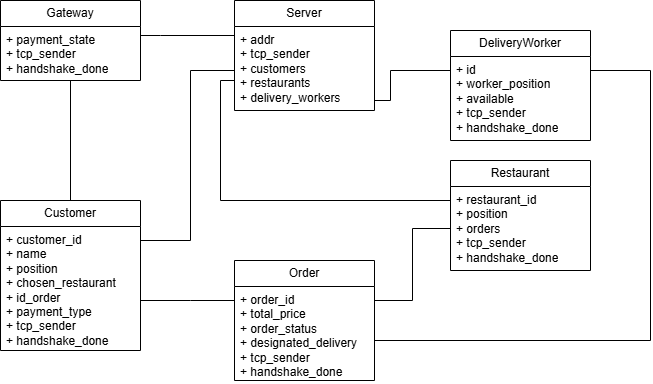 Gateway
+ payment_state
+ tcp_sender
+ handshake_done
Server
+ addr
+ tcp_sender
+ customers
+ restaurants
+ delivery_workers
DeliveryWorker
+ id
+ worker_position
+ available
+ tcp_sender
+ handshake_done
Restaurant
+ restaurant_id
+ position
+ orders
+ tcp_sender
+ handshake_done
Customer
+ customer_id
+ name
+ position
+ chosen_restaurant
+ id_order
+ payment_type
+ tcp_sender
+ handshake_done
Order
+ order_id
+ total_price
+ order_status
+ designated_delivery
+ tcp_sender
+ handshake_done